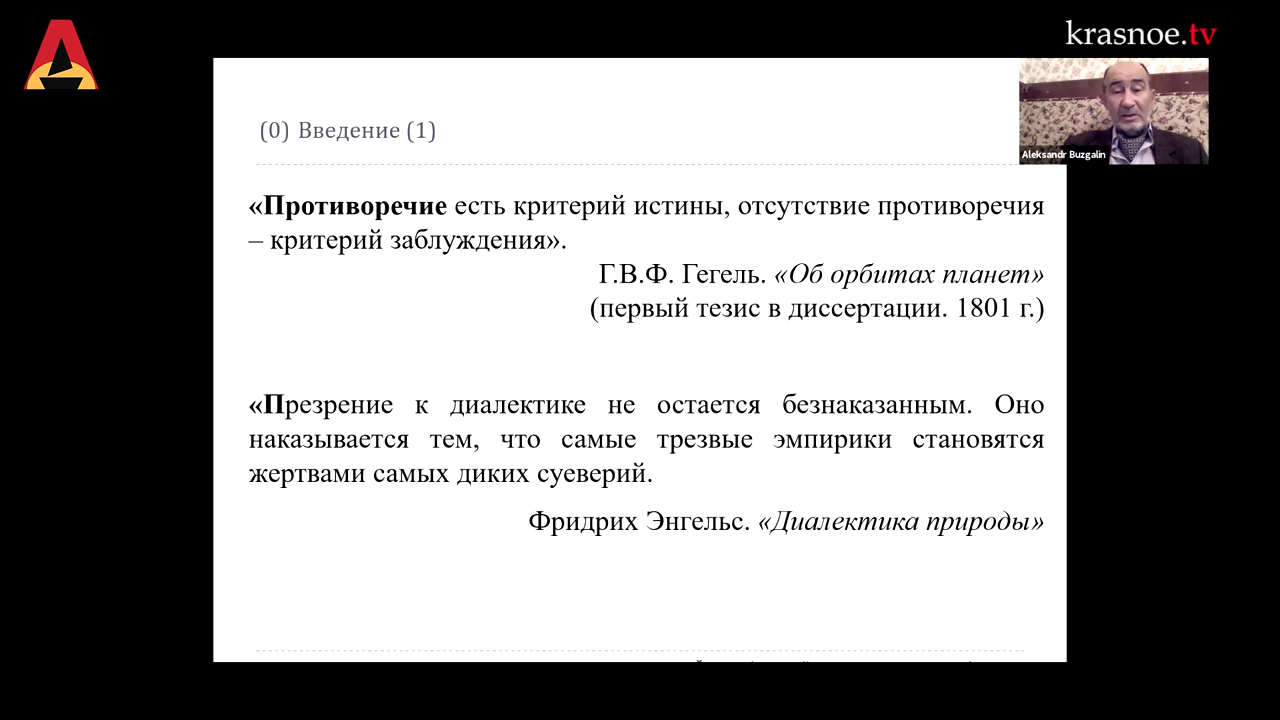 krasnoe.tv
Aleksandr Buzgalin
(0) Введение (1)
«Противоречие есть критерий истины, отсутствие противоречия
– критерий заблуждения».
Г.В.Ф. Гегель. «Об орбитах планет»
(первый тезис в диссертации. 1801 г.)
«Презрение к диалектике не остается безнаказанным. Оно
наказывается тем, что самые трезвые эмпирики становятся
жертвами самых диких суеверий.
Фридрих Энгельс. «Диалектика природы»